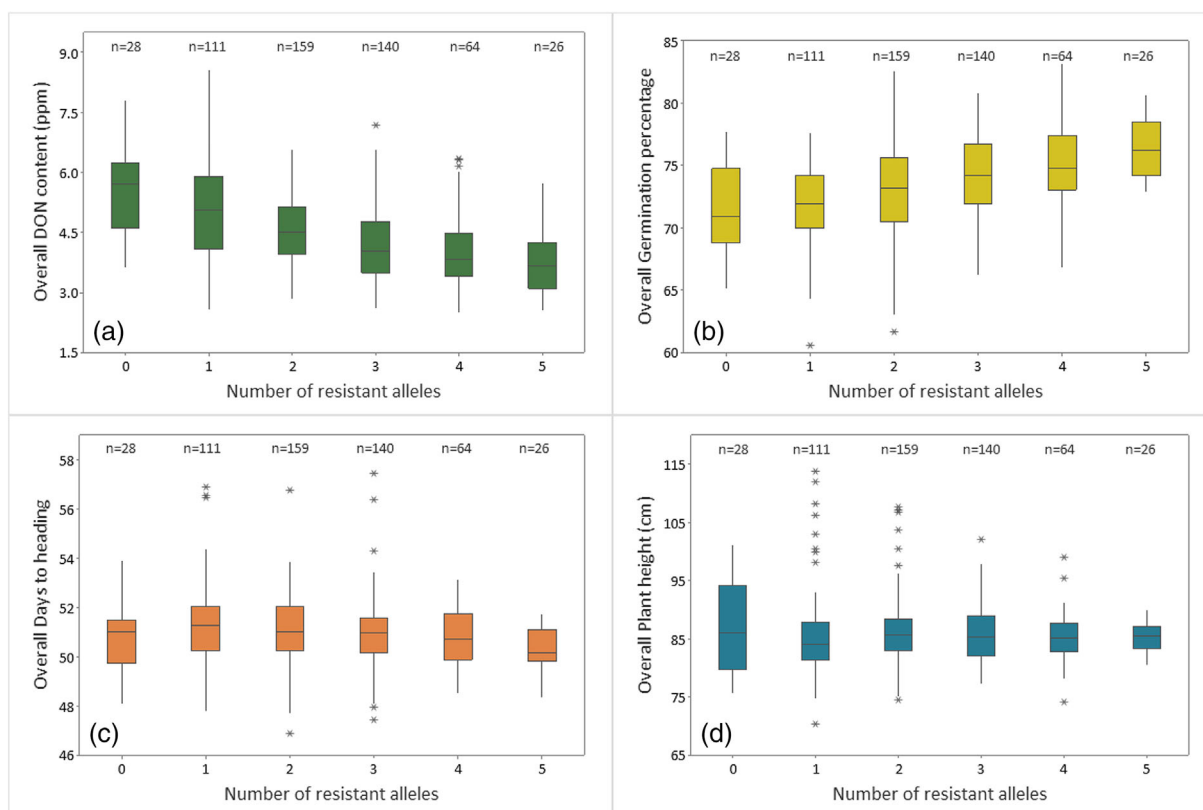 n=28 n=111 n=159 n=140 n=64 n=26
9.0
7.5
6.0
4.5
3.0
1.5
Overall DON content (ppm)
(a)
0 1 2 3 4 5
Number of resistant alleles
n=28 n=111 n=159 n=140 n=64 n=26
85
80
75
70
65
60
Overall Germination percentage
(b)
0 1 2 3 4 5
Number of resistant alleles
n=28 n=111 n=159 n=140 n=64 n=26
58
56
54
52
50
48
46
Overall Days to heading
(c)
0 1 2 3 4 5
Number of resistant alleles
n=28 n=111 n=159 n=140 n=64 n=26
115
105
95
85
75
65
Overall Plant height (cm)
(d)
0 1 2 3 4 5
Number of resistant alleles